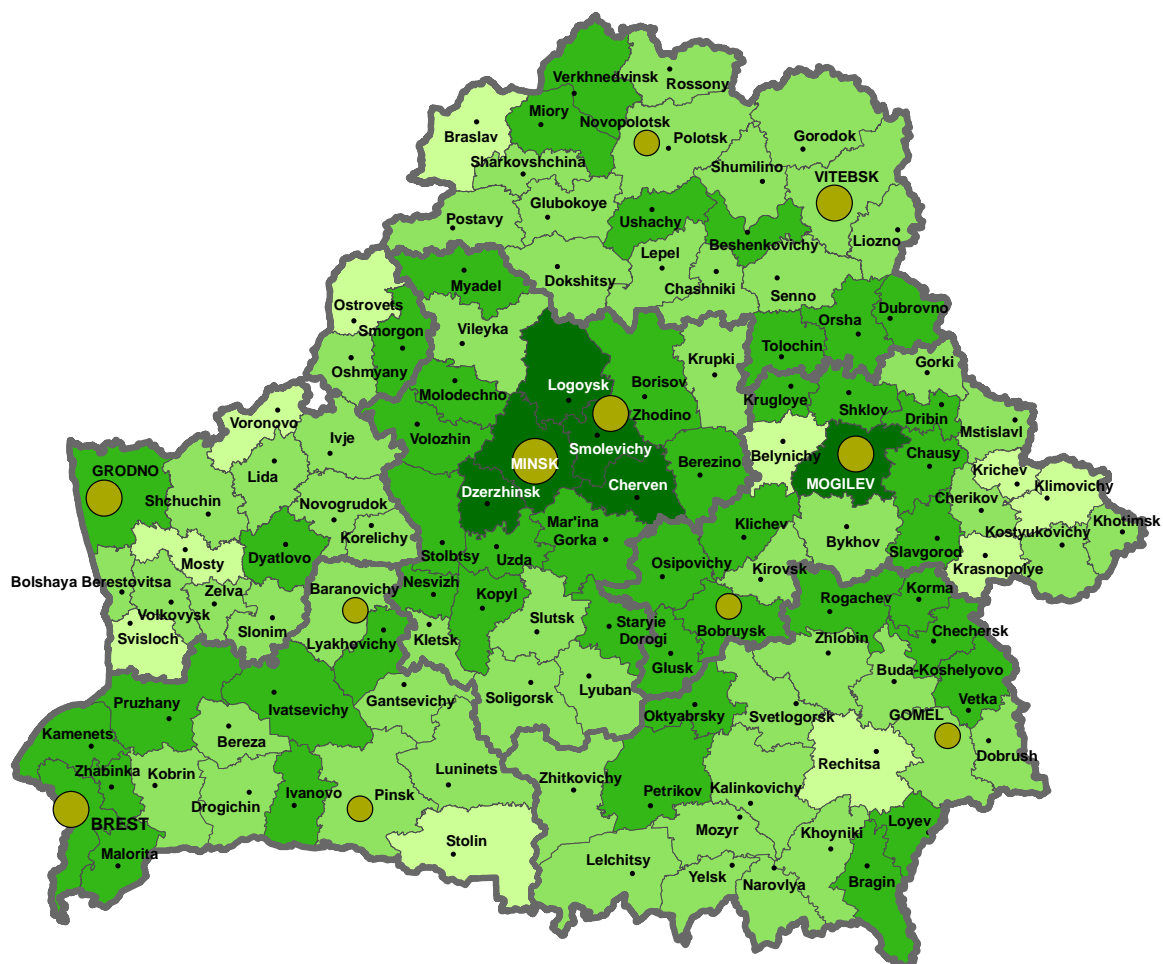 Verkhnedvinsk
Rossony
Miory
Novopolotsk
Braslav
Polotsk
Gorodok
Sharkovshchina
Shumilino
VITEBSK
Glubokoye
Postavy
Ushachy
Beshenkovichy
Liozno
Lepel
Dokshitsy
Myadel
Chashniki
Senno
Ostrovets
Smorgon
Vileyka
Orsha
Dubrovno
Tolochin
Oshmyany
Krupki
Gorki
Logoysk
Borisov
Molodechno
Krugloye
Shklov
Zhodino
Dribin
Mstislavl
Voronovo
Ivje
Volozhin
Smolevichy
Belynichy
Chausy
GRODNO
Lida
MINSK
Berezino
Krichev
Shchuchin
Dzerzhinsk
Cherven
MOGILEV
Klimovichy
Cherikov
Novogrudok
Korelichy
Mar'ina
Gorka
Klichev
Bykhov
Kostyukovichy
Khotimsk
Mosty
Dyatlovo
Stolbtsy
Uzda
Osipovichy
Slavgorod
Krasnopolye
Bolshaya Berestovitsa
Zelva
Baranovichy
Nesvizh
Kopyl
Kirovsk
Korma
Volkovysk
Rogachev
Svisloch
Slonim
Lyakhovichy
Kletsk
Slutsk
Staryie
Dorogi
Bobruysk
Zhlobin
Chechersk
Glusk
Buda-Koshelyovo
Pruzhany
Ivatsevichy
Gantsevichy
Soligorsk
Lyuban
Vetka
Oktyabrsky
Svetlogorsk
GOMEL
Kamenets
Bereza
Dobrush
Zhabinka
Kobrin
Luninets
Zhitkovichy
Rechitsa
Drogichin
Ivanovo
Pinsk
Petrikov
Kalinkovichy
BREST
Mozyr
Khoyniki
Loyev
Malorita
Stolin
Lelchitsy
Yelsk
Narovlya
Bragin